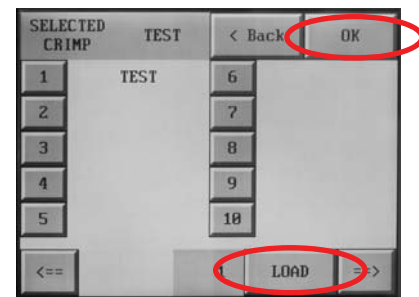 SELECTED CRIMP TEST < Back OK
1 TEST 6
2 7
3 8
4 9
5 10
<== 1 LOAD ==>